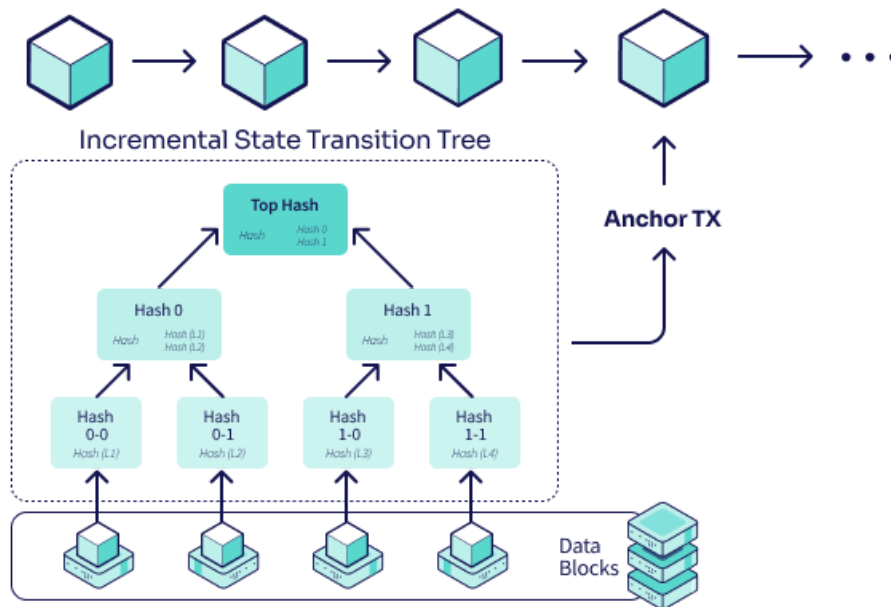 Incremental State Transition Tree
Top Hash
Hash
Hash 0
Hash 1
Anchor TX
Hash 0
Hash
Hash (L1)
Hash (L2)
Hash 1
Hash
Hash (L3)
Hash (L4)
Hash
0-0
Hash (L1)
Hash
0-1
Hash (L2)
Hash
1-0
Hash (L3)
Hash
1-1
Hash (L4)
Data
Blocks